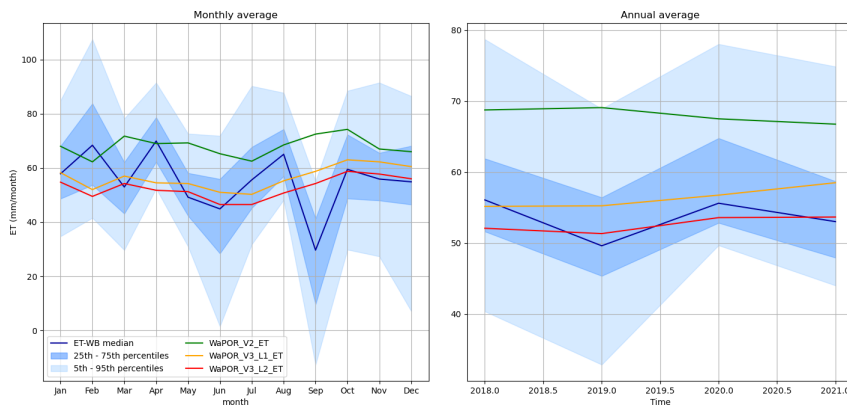 Monthly average
ET (mm/month)
100
80
60
40
20
0
ET-WB median
25th - 75th percentiles
5th - 95th percentiles
WaPOR_V2_ET
WaPOR_V3_L1_ET
WaPOR_V3_L2_ET
Jan Feb Mar Apr May Jun Jul Aug Sep Oct Nov Dec
month
Annual average
80
70
60
50
40
2018.0 2018.5 2019.0 2019.5 2020.0 2020.5 2021.0
Time